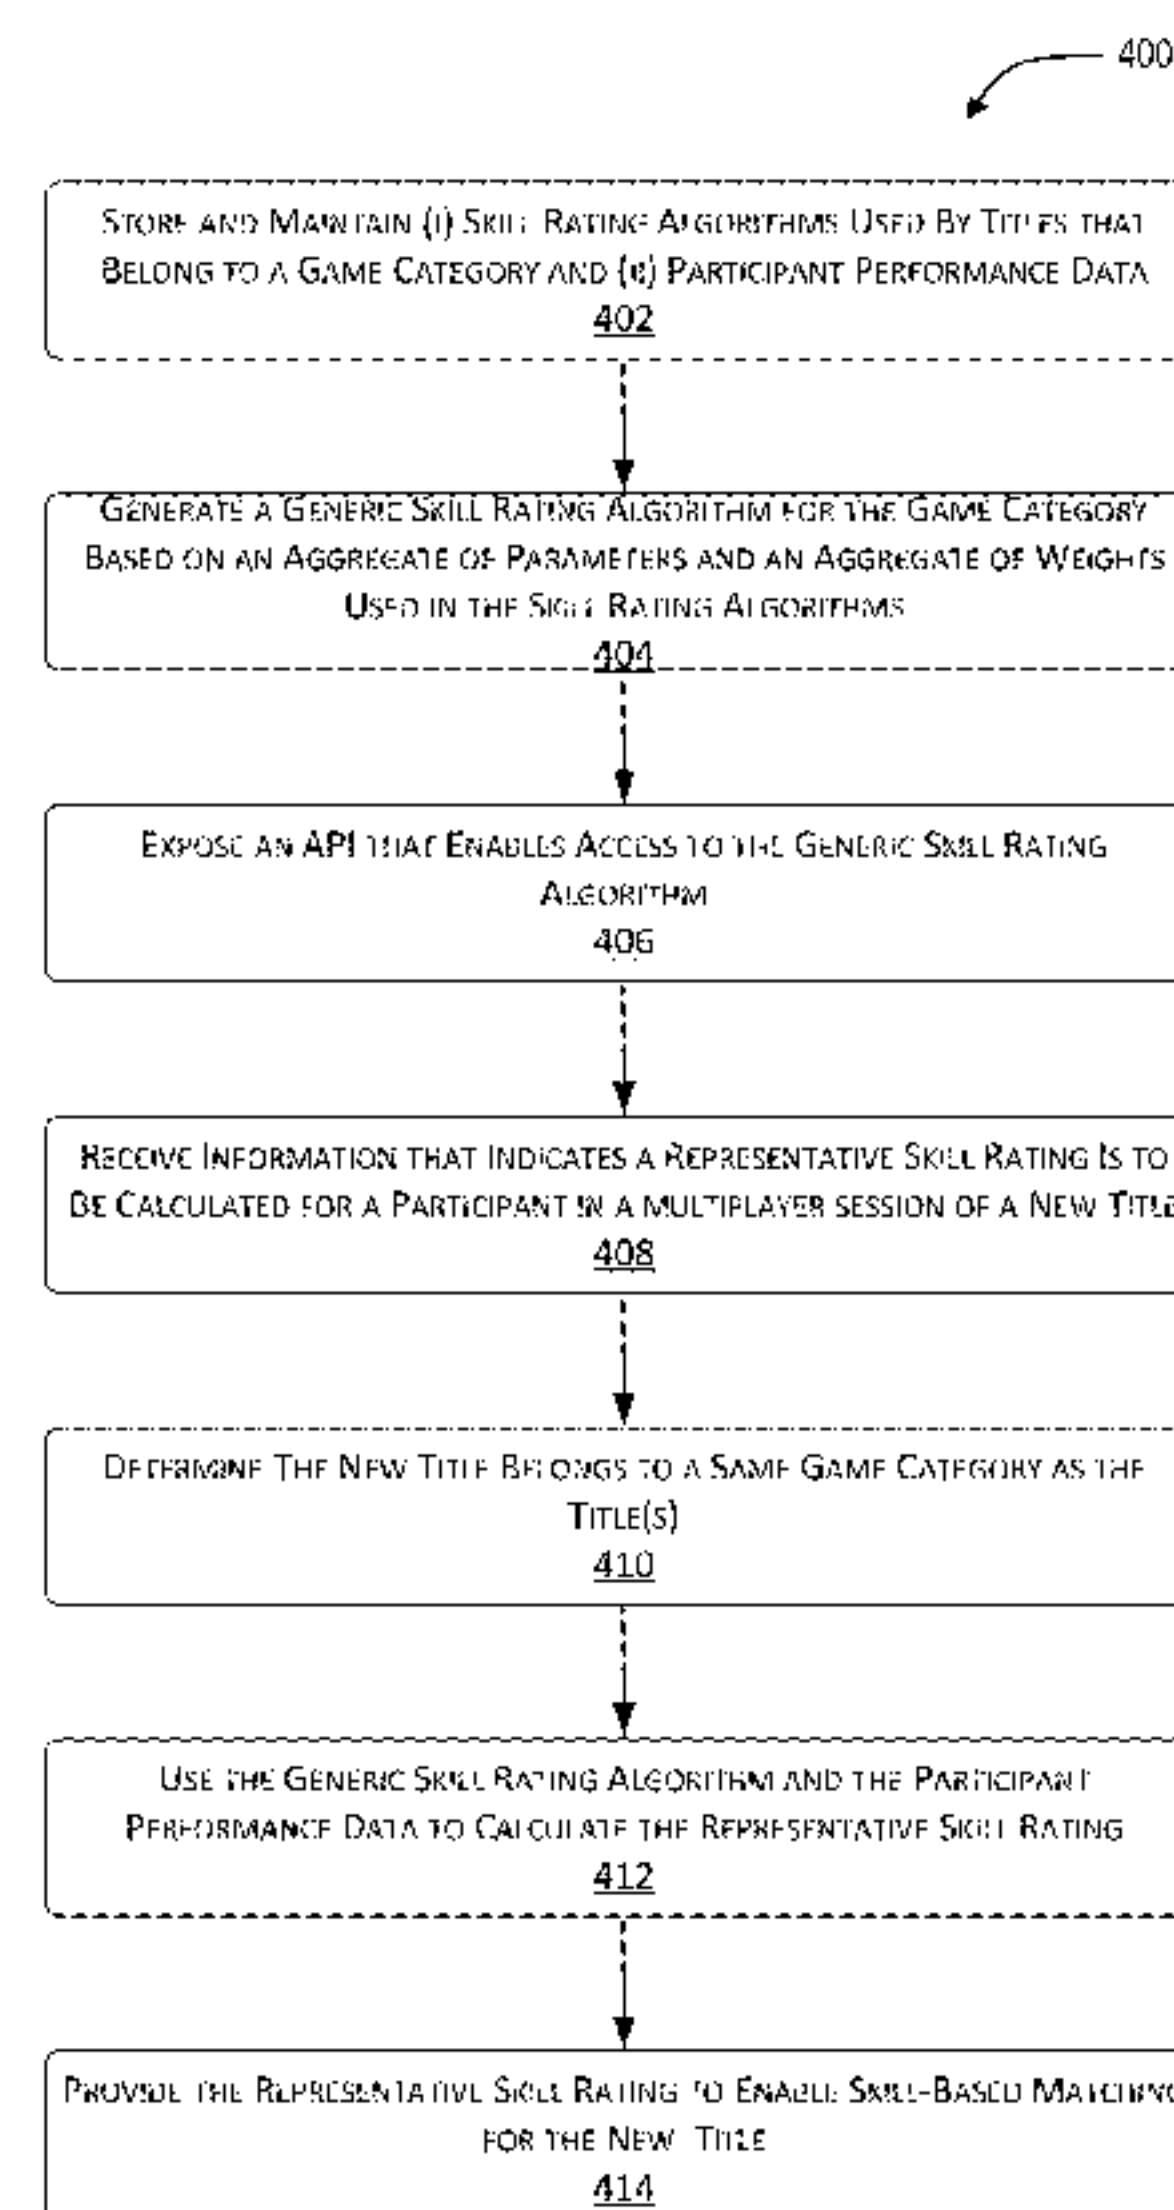 400
STORE AND MAINTAIN (I) SKILL RATING ALGORITHMS USED BY TITLES THAT
BELONG TO A GAME CATEGORY AND (II) PARTICIPANT PERFORMANCE DATA
402
GENERATE A GENERIC SKILL RATING ALGORITHM FOR THE GAME CATEGORY
BASED ON AN AGGREGATE OF PARAMETERS AND AN AGGREGATE OF WEIGHTS
USED IN THE SKILL RATING ALGORITHMS
404
EXPOSE AN API THAT ENABLES ACCESS TO THE GENERIC SKILL RATING
ALGORITHM
406
RECEIVE INFORMATION THAT INDICATES A REPRESENTATIVE SKILL RATING IS TO
BE CALCULATED FOR A PARTICIPANT IN A MULTIPLAYER SESSION OF A NEW TITLE
408
DETERMINE THE NEW TITLE BELONGS TO A SAME GAME CATEGORY AS THE
TITLE(S)
410
USE THE GENERIC SKILL RATING ALGORITHM AND THE PARTICIPANT
PERFORMANCE DATA TO CALCULATE THE REPRESENTATIVE SKILL RATING
412
PROVIDE THE REPRESENTATIVE SKILL RATING TO ENABLE SKILL-BASED MATCHING
FOR THE NEW TITLE
414